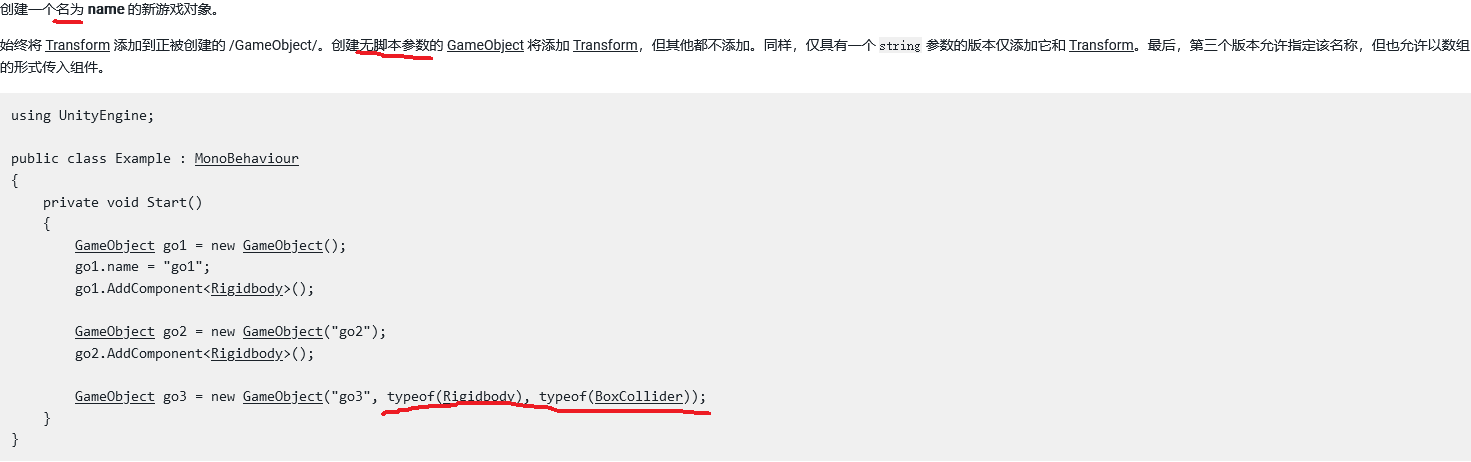 创建一个名为 name 的新游戏对象。
始终将 Transform 添加到正被创建的 /GameObject/。创建无脚本参数的 GameObject 将添加 Transform，但其他都不添加。同样，仅具有一个 string 参数的版本仅添加它和 Transform。最后，第三个版本允许指定该名称，但也允许以数组
的形式传入组件。
using UnityEngine;
public class Example : MonoBehaviour
{
    private void Start()
    {
        GameObject go1 = new GameObject();
        go1.name = "go1";
        go1.AddComponent<Rigidbody>();
        GameObject go2 = new GameObject("go2");
        go2.AddComponent<Rigidbody>();
        GameObject go3 = new GameObject("go3", typeof(Rigidbody), typeof(BoxCollider));
    }
}